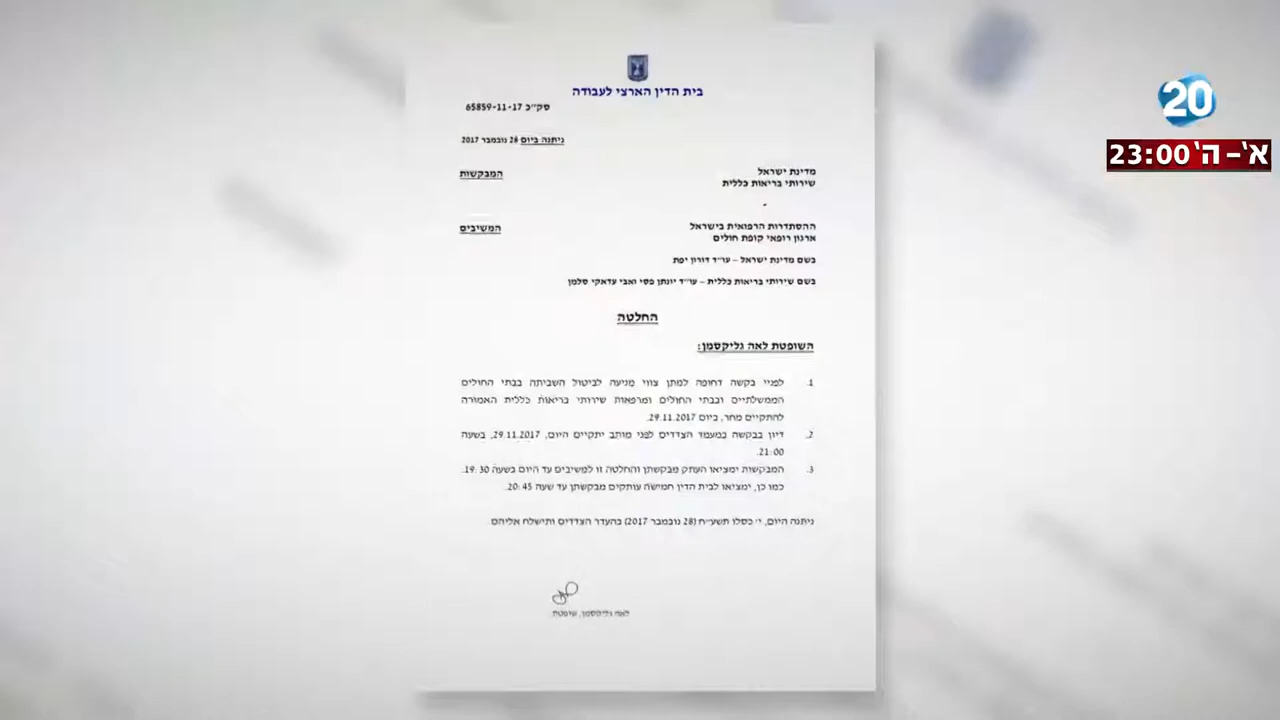 בית הדין הארצי לעבודה
סק״כ 65859-11-17
ניתנה ביום 28 נובמבר 2017
מדינת ישראל
שירותי בריאות כללית
המבקשות
-
ההסתדרות הרפואית בישראל
ארגון רופאי קופת חולים
המשיבים
בשם מדינת ישראל – עו״ד דורון יפת
בשם שירותי בריאות כללית – עו״ד יונתן פסי ואבי עדאקי סלמן
החלטה
השופטת לאה גליקסמן:
1. לפניי בקשה דחופה למתן צווי מניעה לביטול השביתה בבתי החולים
הממשלתיים ובבתי החולים ומרפאות שירותי בריאות כללית האמורה
להתקיים מחר, ביום 29.11.2017.
2. דיון בבקשה במעמד הצדדים לפני מותב יתקיים היום, 29.11.2017, בשעה
21:00.
3. המבקשות ימציאו העתק מבקשתן והחלטה זו למשיבים עד היום בשעה 19:30.
כמו כן, ימציאו לבית הדין חמישה עותקים מבקשתן עד שעה 20:45.
ניתנה היום, י׳ כסלו תשע״ח (28 נובמבר 2017) בהעדר הצדדים ותישלח אליהם
לאה גליקסמן, שופטת
20
א'-ה' 23:00